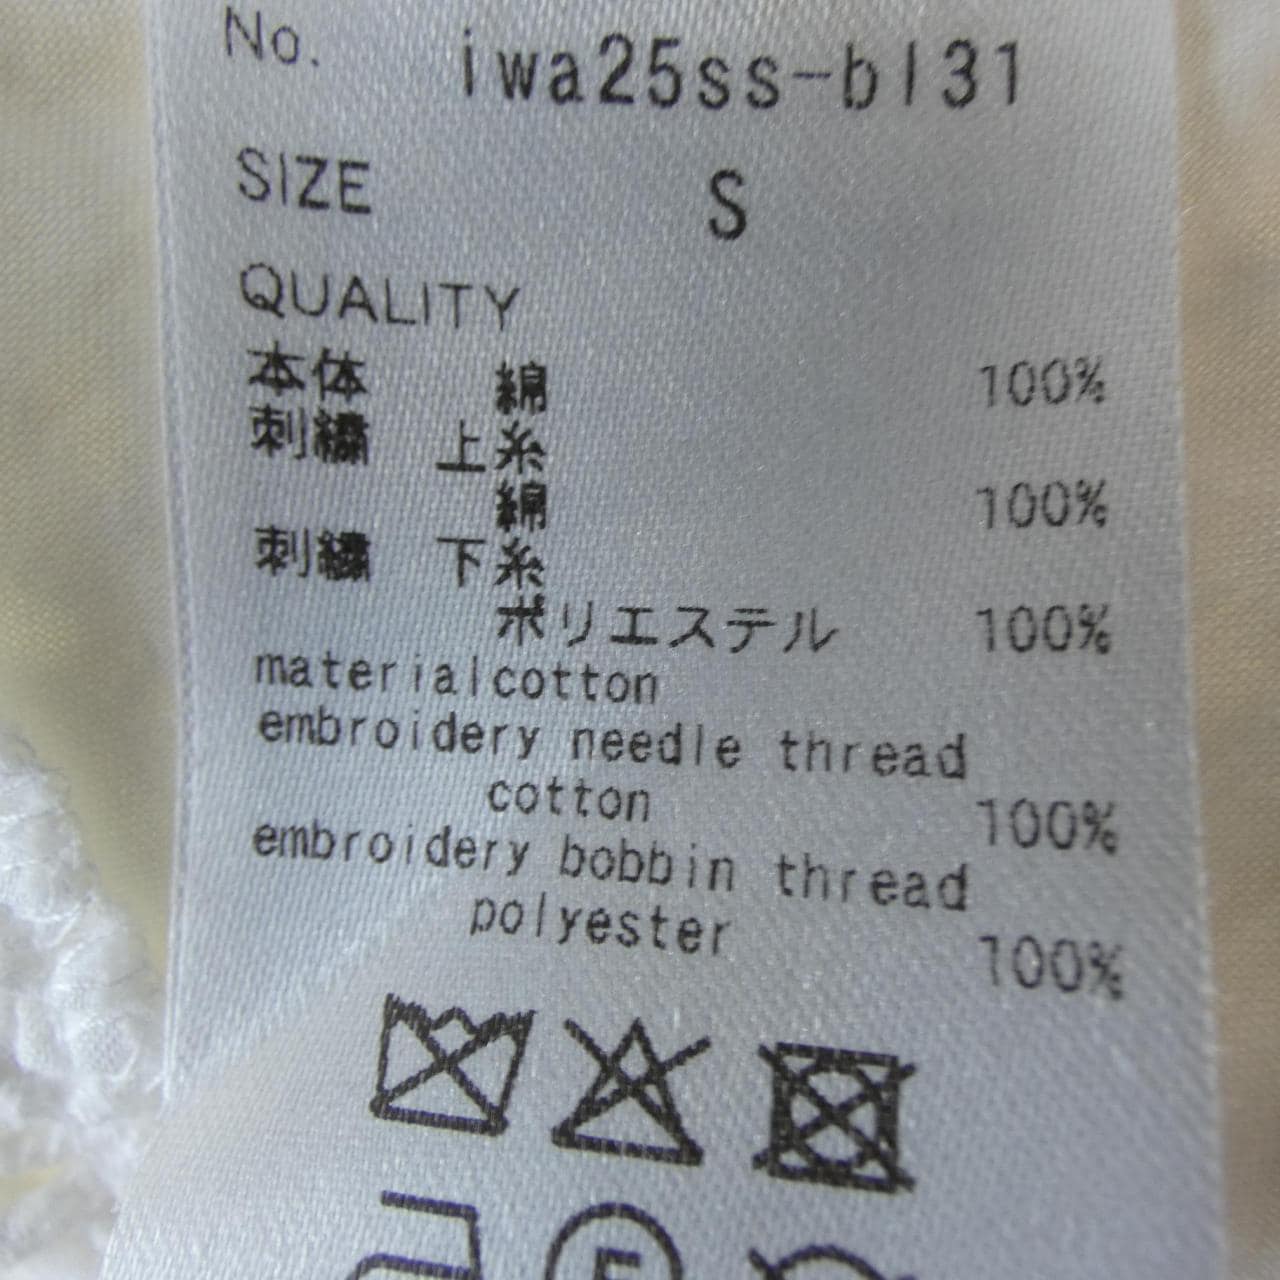 No. iwa25ss-bl31
SIZE S
QUALITY
本体 綿 100%
刺繍 上糸
綿 100%
刺繍 下糸
ポリエステル 100%
materialcotton
embroidery needle thread
cotton 100%
embroidery bobbin thread
polyester 100%
F